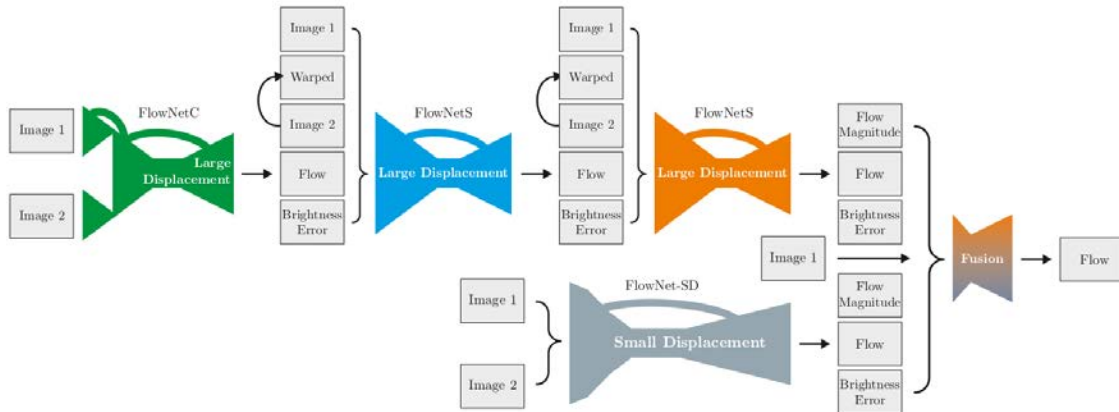 Image 1
Image 2
FlowNetC
Large
Displacement
Image 1
Warped
Image 2
Flow
Brightness
Error
FlowNetS
Large Displacement
Image 1
Warped
Image 2
Flow
Brightness
Error
FlowNetS
Large Displacement
Flow
Magnitude
Flow
Brightness
Error
Image 1
Image 1
Image 2
FlowNet-SD
Small Displacement
Flow
Magnitude
Flow
Brightness
Error
Fusion
Flow